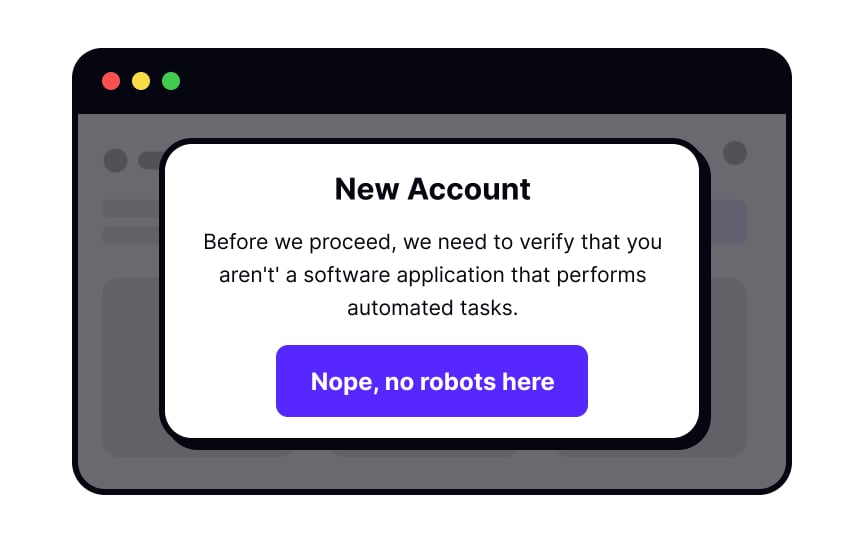 New Account
Before we proceed, we need to verify that you
aren't' a software application that performs
automated tasks.
Nope, no robots here